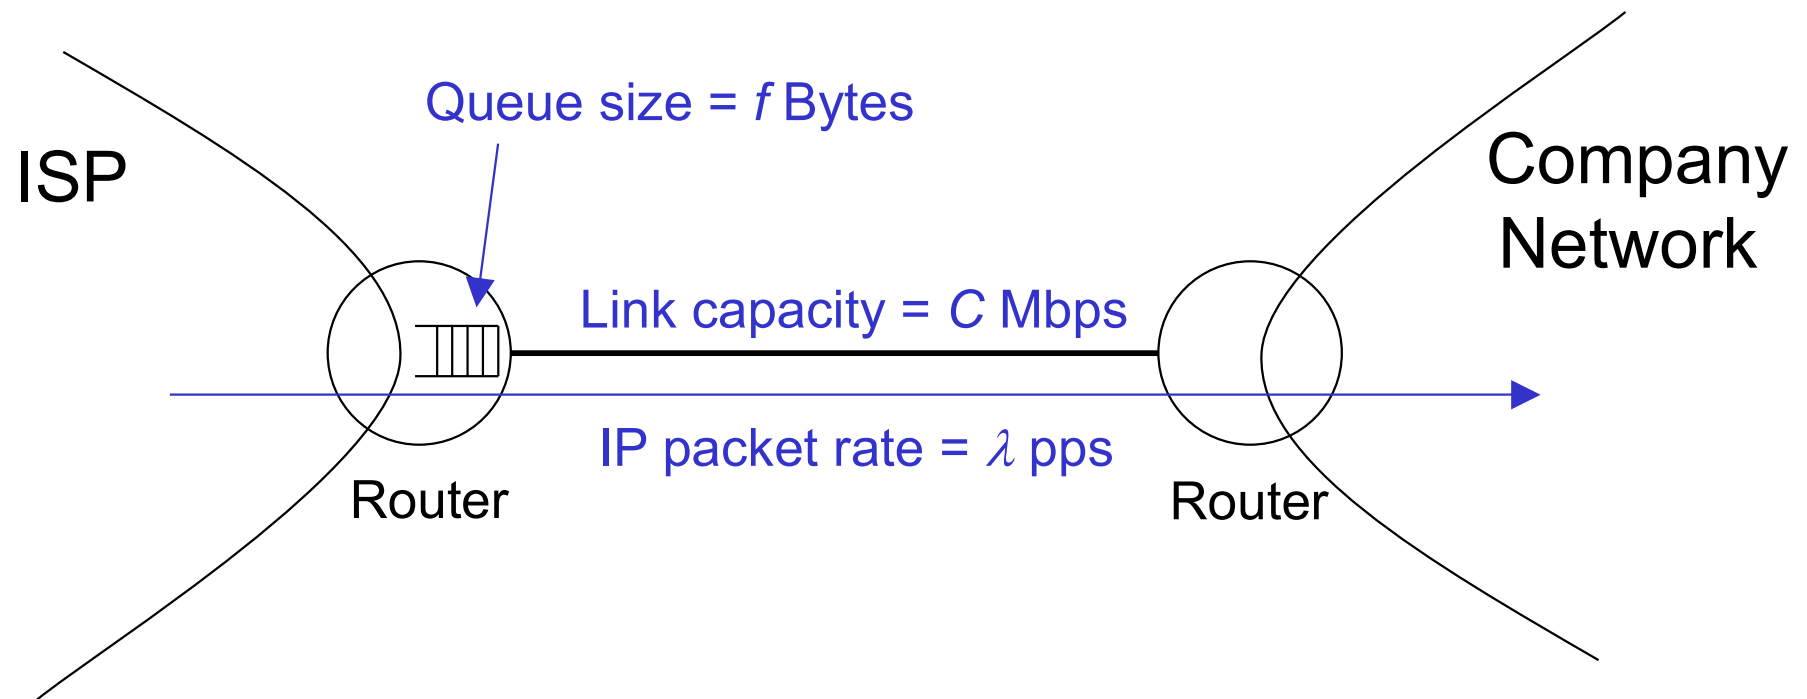 Queue size = f Bytes
ISP
Company
Network
Link capacity = C Mbps
IP packet rate = λ pps
Router
Router